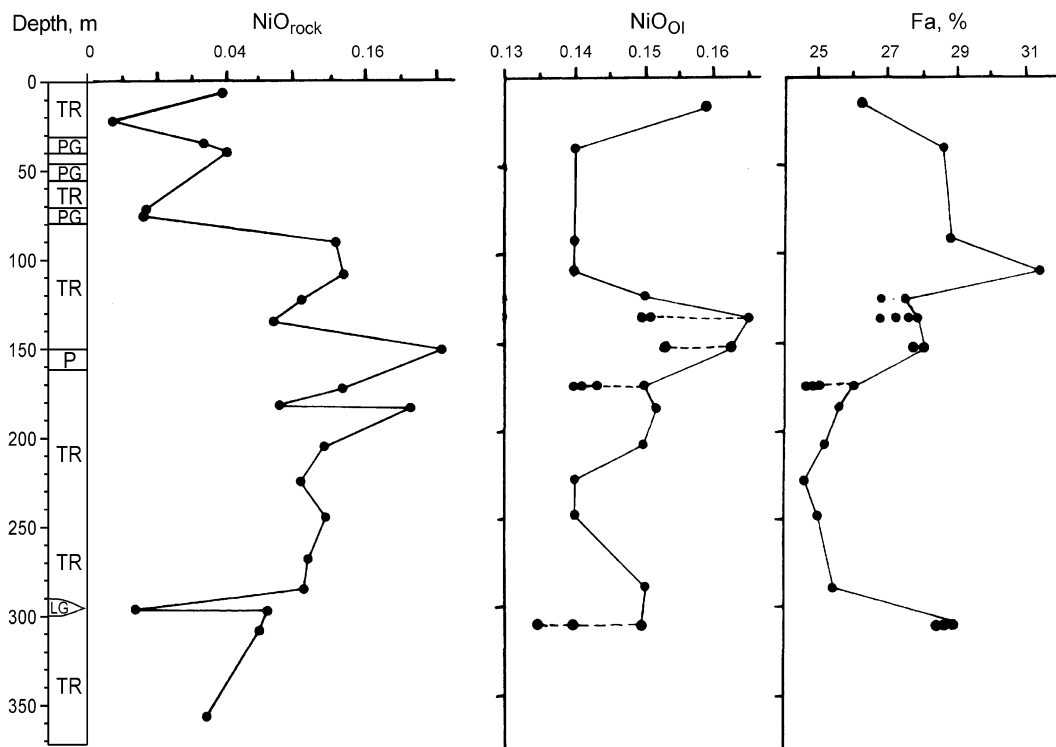 Depth, m NiO_rock NiO_Ol Fa, %
0 0.04 0.16 0.13 0.14 0.15 0.16 25 27 29 31
0
TR
PG
50 PG
TR
PG
100
TR
150
P
200 TR
250
TR
LG
300
TR
350